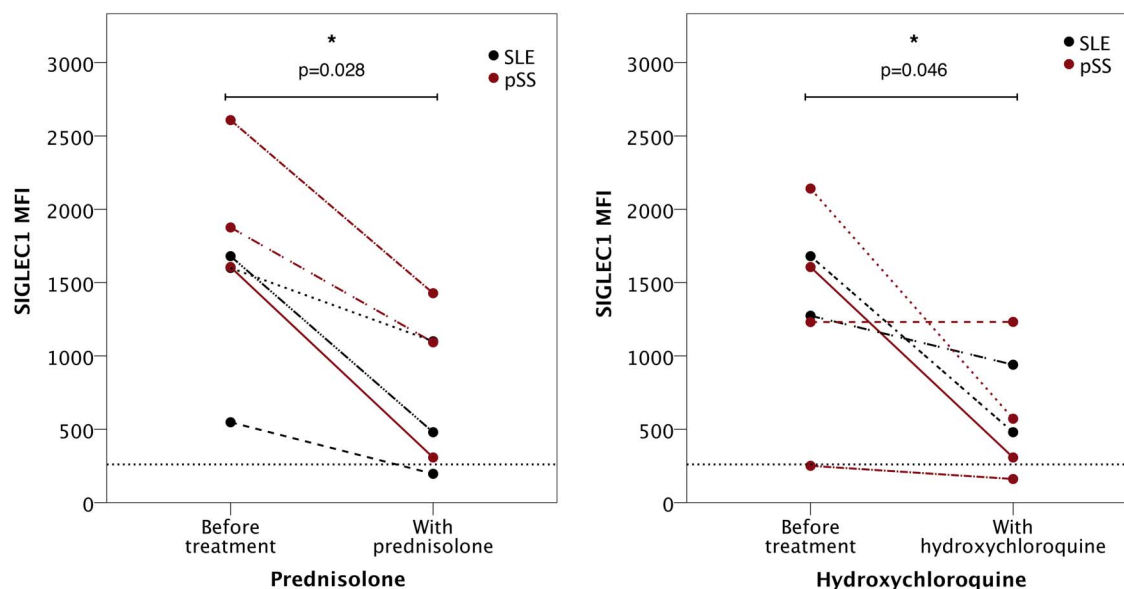 *
p=0.028
SLE
pSS
3000
2500
2000
1500
1000
500
0
SIGLEC1 MFI
Before
treatment
With
prednisolone
Prednisolone
*
p=0.046
SLE
pSS
3000
2500
2000
1500
1000
500
0
SIGLEC1 MFI
Before
treatment
With
hydroxychloroquine
Hydroxychloroquine